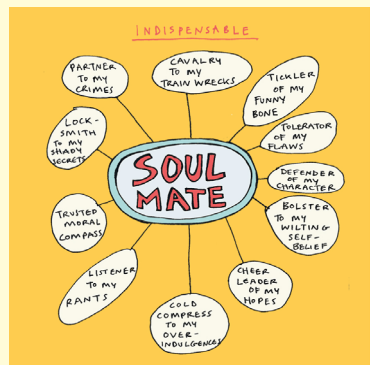 INDISPENSABLE
PARTNER
TO MY
CRIMES
CAVALRY
TO MY
TRAIN WRECKS
TICKLER
OF MY
FUNNY
BONE
LOCK-
SMITH
TO MY
SHADY
SECRETS
TOLERATOR
OF MY
FLAWS
SOUL
MATE
DEFENDER
OF MY
CHARACTER
TRUSTED
MORAL
COMPASS
BOLSTER
TO MY
WILTING
SELF-
BELIEF
LISTENER
TO MY
RANTS
CHEER
LEADER
OF MY
HOPES
COLD
COMPRESS
TO MY
OVER-
INDULGENCES